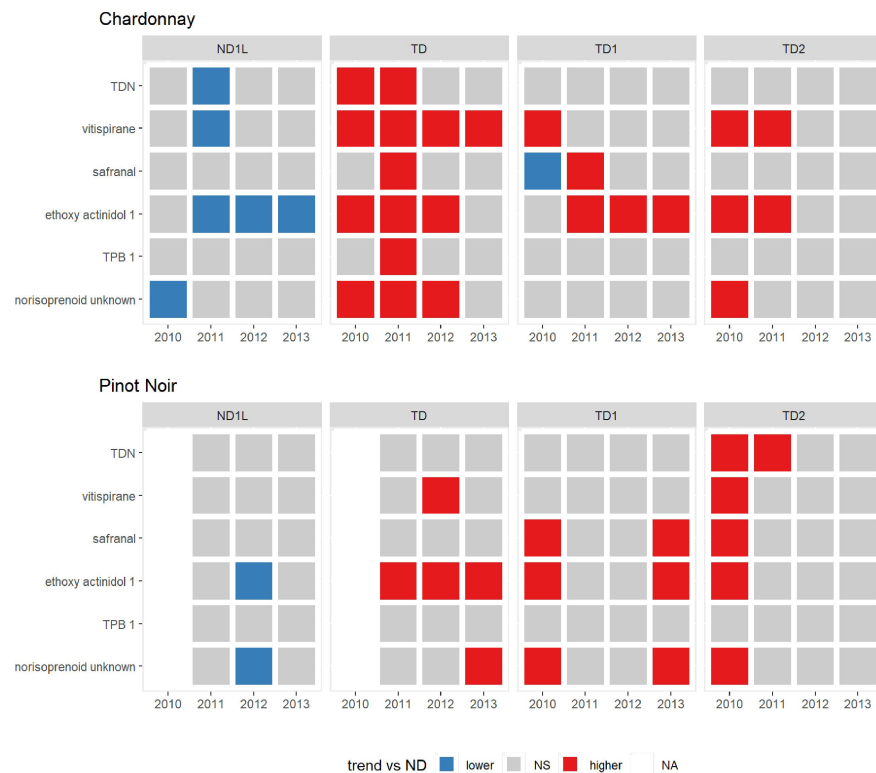 Chardonnay
ND1L TD TD1 TD2
TDN
vitispirane
safranal
ethoxy actinidol 1
TPB 1
norisoprenoid unknown
2010 2011 2012 2013 2010 2011 2012 2013 2010 2011 2012 2013 2010 2011 2012 2013
Pinot Noir
ND1L TD TD1 TD2
TDN
vitispirane
safranal
ethoxy actinidol 1
TPB 1
norisoprenoid unknown
2010 2011 2012 2013 2010 2011 2012 2013 2010 2011 2012 2013 2010 2011 2012 2013
trend vs ND lower NS higher NA